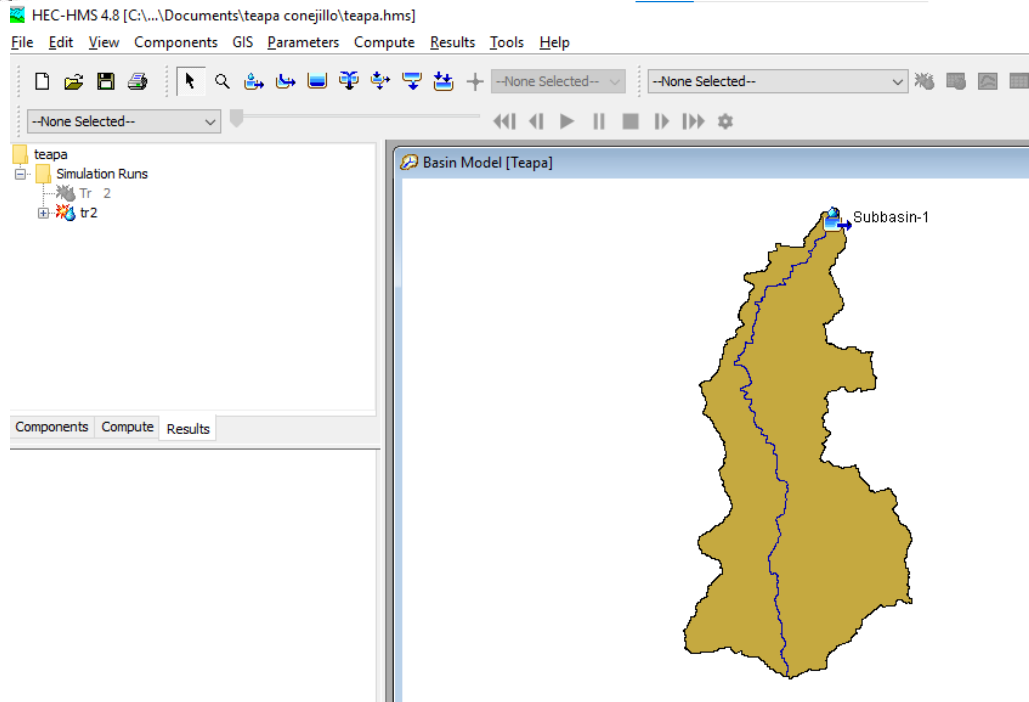 HEC-HMS 4.8 [C:\...\Documents\teapa conejillo\teapa.hms]
File Edit View Components GIS Parameters Compute Results Tools Help
--None Selected-- --None Selected--
--None Selected--
teapa
Simulation Runs
Tr 2
tr2
Components Compute Results
Basin Model [Teapa]
Subbasin-1